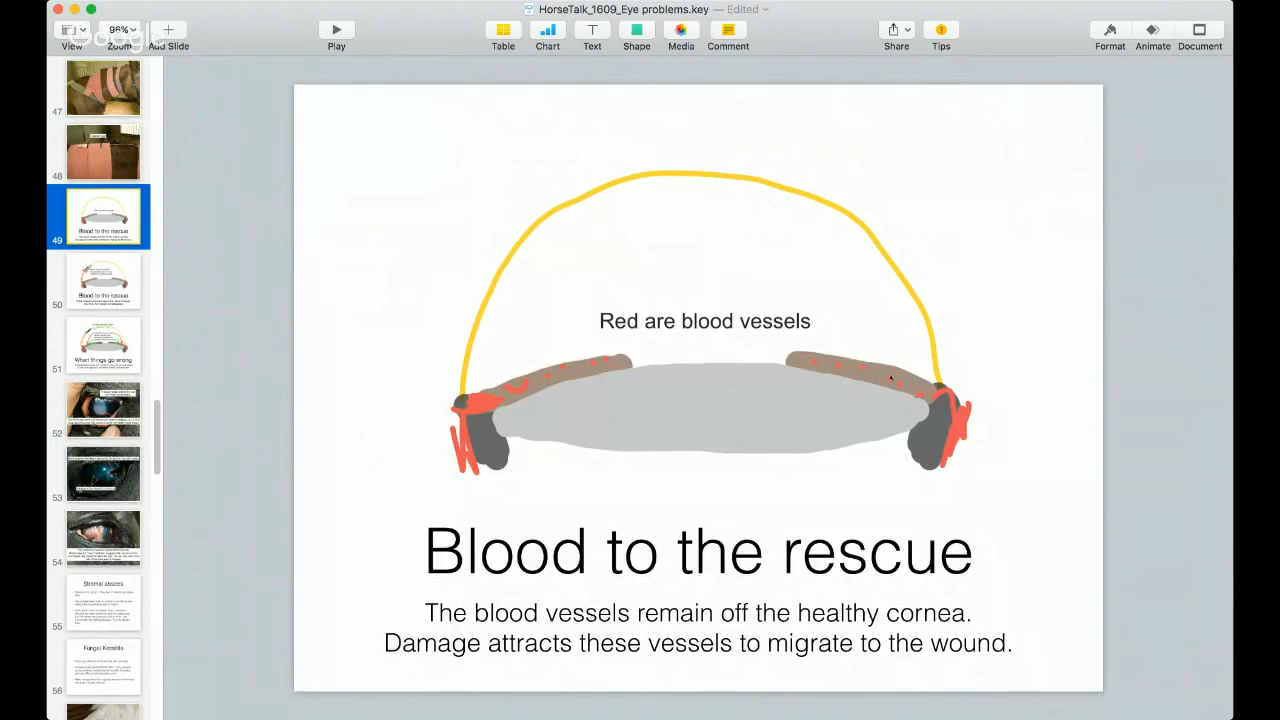 HorseTalk_1609_Eye problems.key — Edited
96%
View
Zoom
Add Slide
Google
Play
Table
Chart
Text
Shape
Media
Comment
Share
Tips
Format
Animate
Document
47
48
49
Blood to the rescue
50
Blood to the rescue
51
When things go wrong
52
53
54
55
Stromal abscess
56
Fungal Keratitis
Red are blood vessels
Blood to the rescue
The blood vessels remain off the healthy cornea.
Damage attracts these vessels to migrate to the wound.